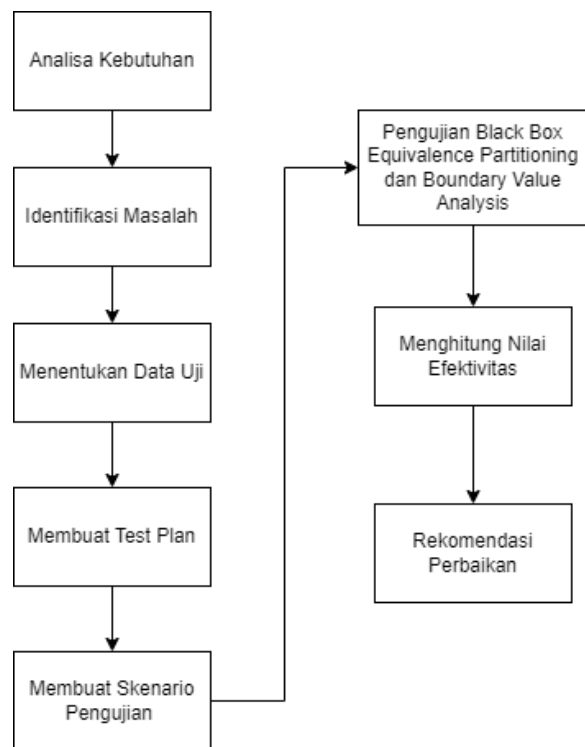 Analisa Kebutuhan
Identifikasi Masalah
Menentukan Data Uji
Membuat Test Plan
Membuat Skenario
Pengujian
Pengujian Black Box
Equivalence Partitioning
dan Boundary Value
Analysis
Menghitung Nilai
Efektivitas
Rekomendasi
Perbaikan